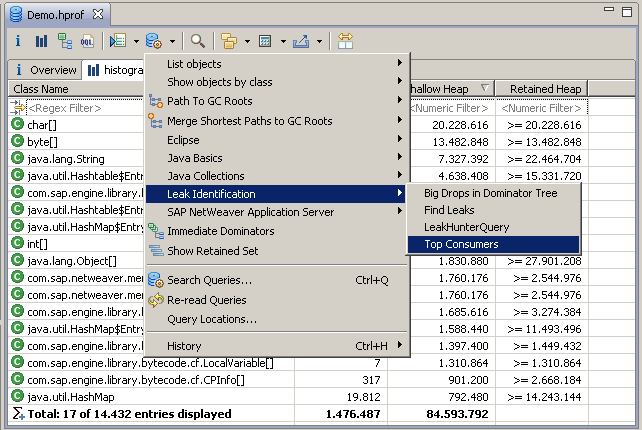 Demo.hprof
i OQL
i Overview histogra
Class Name hallow Heap Retained Heap
<Regex Filter> <Numeric Filter> <Numeric Filter>
char[] 20.228.616 >= 20.228.616
byte[] 13.482.848 >= 13.482.848
java.lang.String 7.327.392 >= 22.464.704
java.util.Hashtable$Entr 4.638.408 >= 15.331.720
com.sap.engine.library.b
java.util.Hashtable$Entr
java.util.HashMap$Entry
int[]
java.lang.Object[] 1.830.880 >= 27.901.208
com.sap.netweaver.mer 1.760.176 >= 2.544.976
com.sap.netweaver.mer 1.760.176 >= 2.544.976
com.sap.engine.library.b 1.685.616 >= 3.274.384
java.util.HashMap$Entry 1.588.440 >= 11.493.496
com.sap.engine.library.b 1.397.400 >= 1.449.432
com.sap.engine.library.bytecode.cf.LocalVariable[] 7 1.310.864 >= 1.310.864
com.sap.engine.library.bytecode.cf.CPInfo[] 317 901.200 >= 2.668.184
java.util.HashMap 19.812 792.480 >= 14.243.144
Total: 17 of 14.432 entries displayed 1.476.487 84.593.792
List objects
Show objects by class
Path To GC Roots
Merge Shortest Paths to GC Roots
Eclipse
Java Basics
Java Collections
Leak Identification
SAP NetWeaver Application Server
Immediate Dominators
Show Retained Set
Search Queries... Ctrl+Q
Re-read Queries
Query Locations...
History Ctrl+H
Big Drops in Dominator Tree
Find Leaks
LeakHunterQuery
Top Consumers